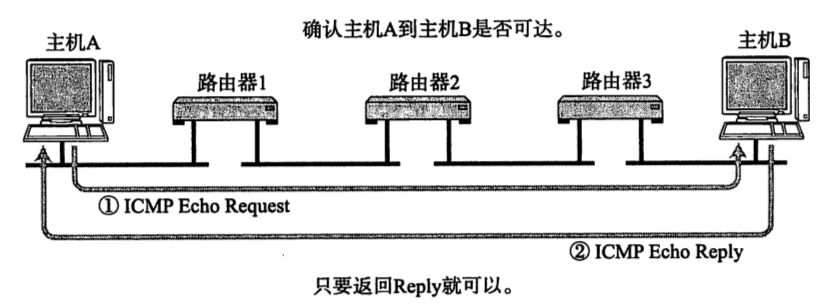 确认主机A到主机B是否可达。
主机A
主机B
路由器1
路由器2
路由器3
① ICMP Echo Request
② ICMP Echo Reply
只要返回Reply就可以。